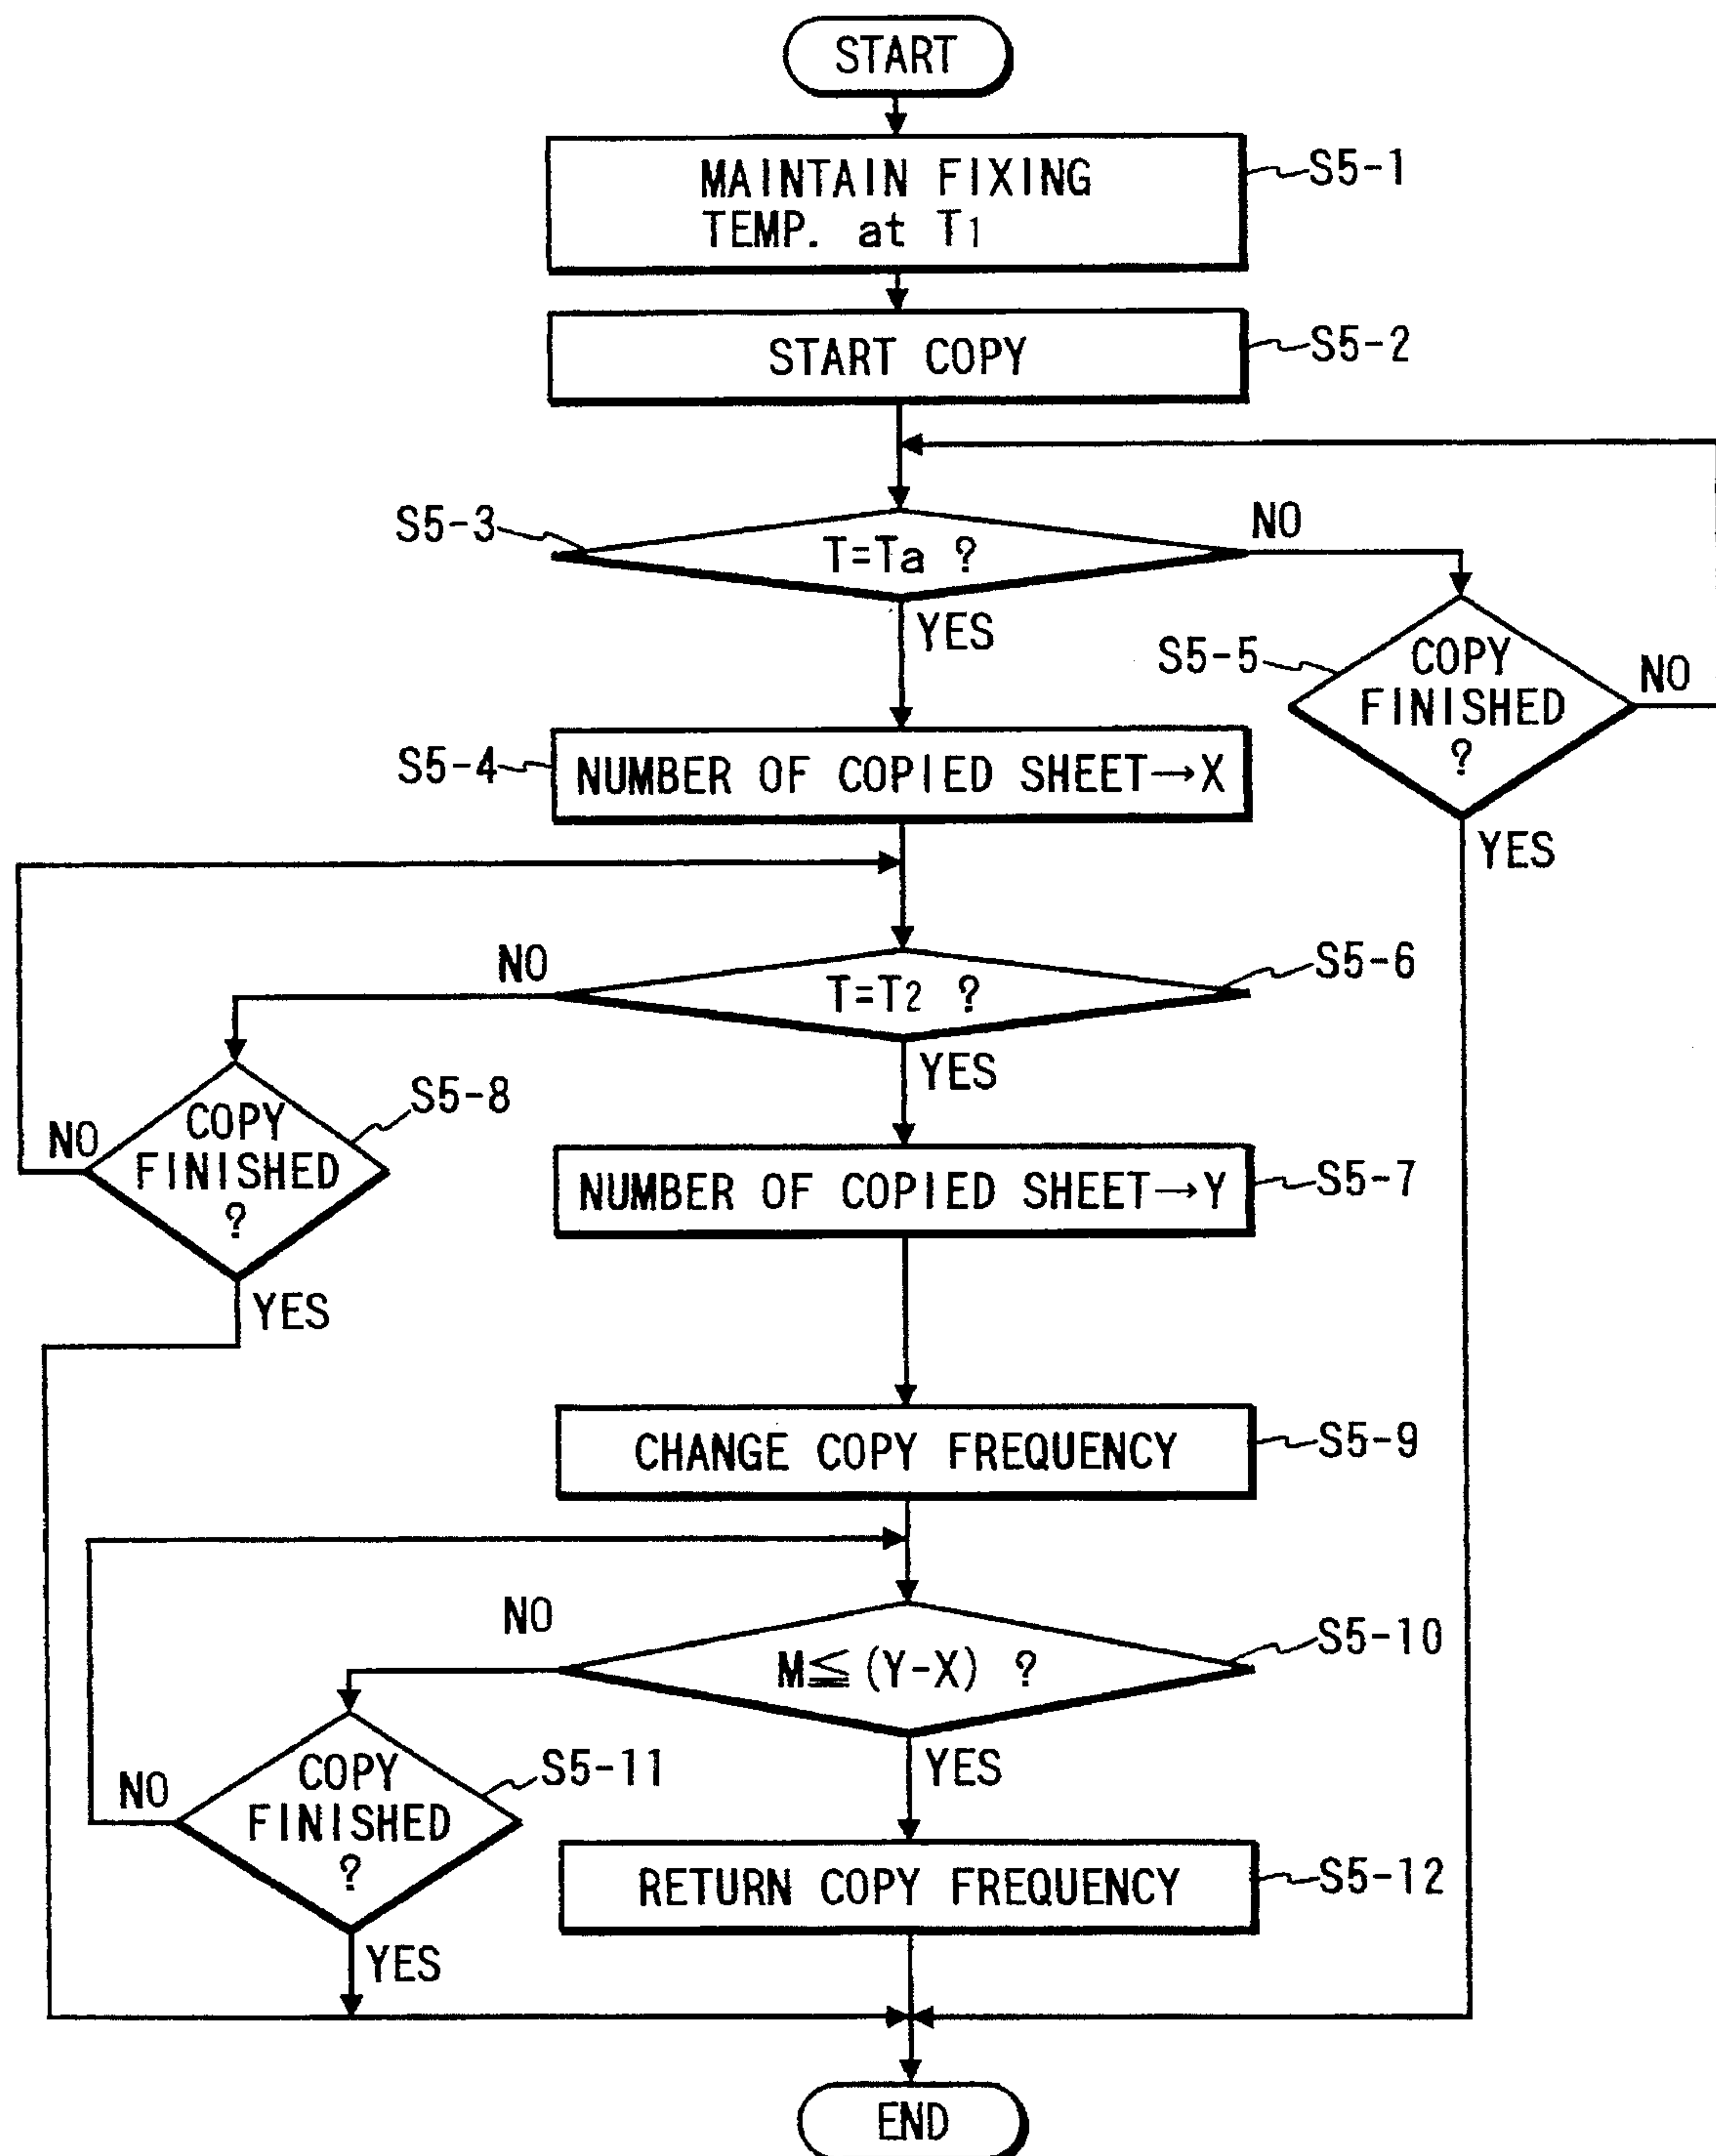 START
MAINTAIN FIXING
TEMP. at T1
S5-1
START COPY
S5-2
S5-3
T=Ta ?
NO
YES
S5-5
COPY
FINISHED
?
NO
YES
S5-4
NUMBER OF COPIED SHEET→X
NO
T=T2 ?
S5-6
YES
S5-8
COPY
FINISHED
?
NO
YES
NUMBER OF COPIED SHEET→Y
S5-7
CHANGE COPY FREQUENCY
S5-9
NO
M≦(Y-X) ?
S5-10
YES
COPY
FINISHED
?
S5-11
NO
YES
RETURN COPY FREQUENCY
S5-12
END